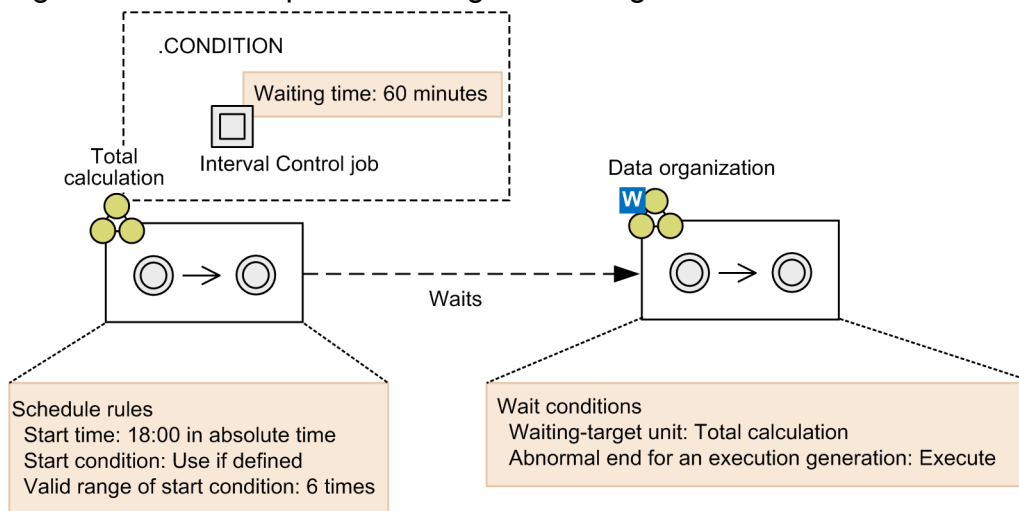 .CONDITION
Waiting time: 60 minutes
Interval Control job
Total
calculation
Data organization
W
Waits
Schedule rules
Start time: 18:00 in absolute time
Start condition: Use if defined
Valid range of start condition: 6 times
Wait conditions
Waiting-target unit: Total calculation
Abnormal end for an execution generation: Execute